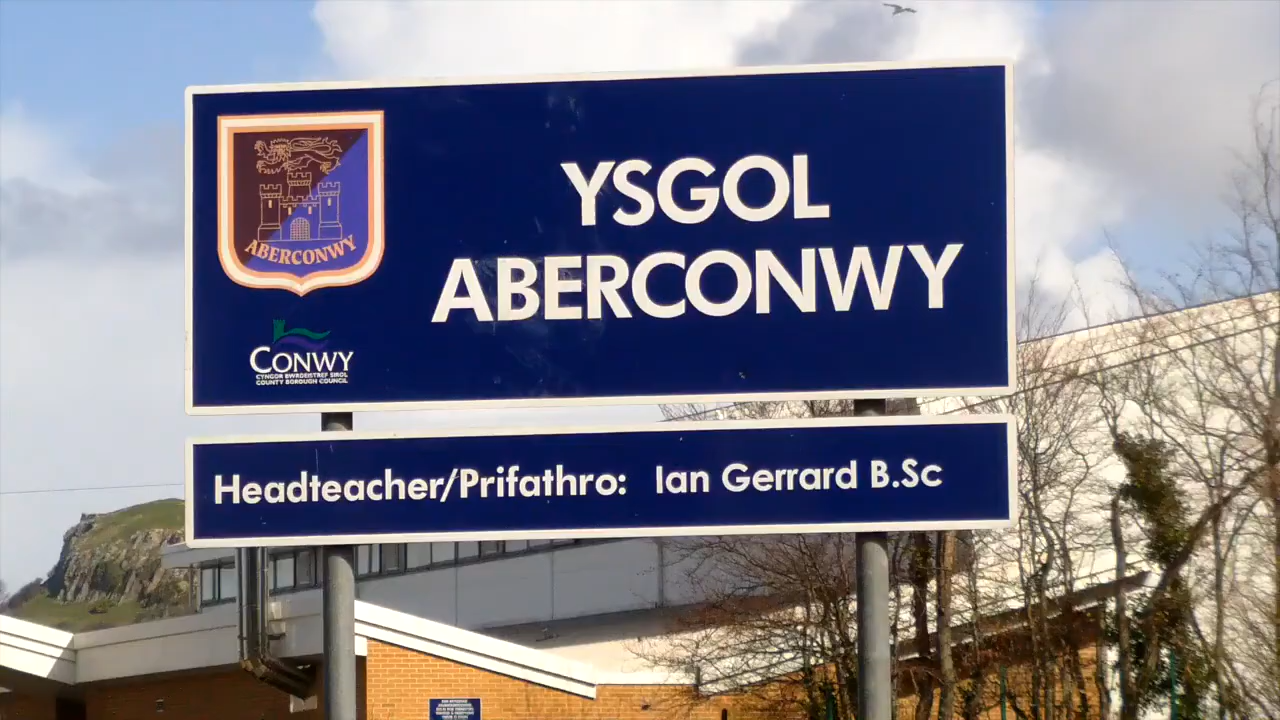 ABERCONWY
YSGOL
ABERCONWY
CONWY
CYNGOR BWRDEISTREF SIROL
COUNTY BOROUGH COUNCIL
Headteacher/Prifathro: Ian Gerrard B.Sc